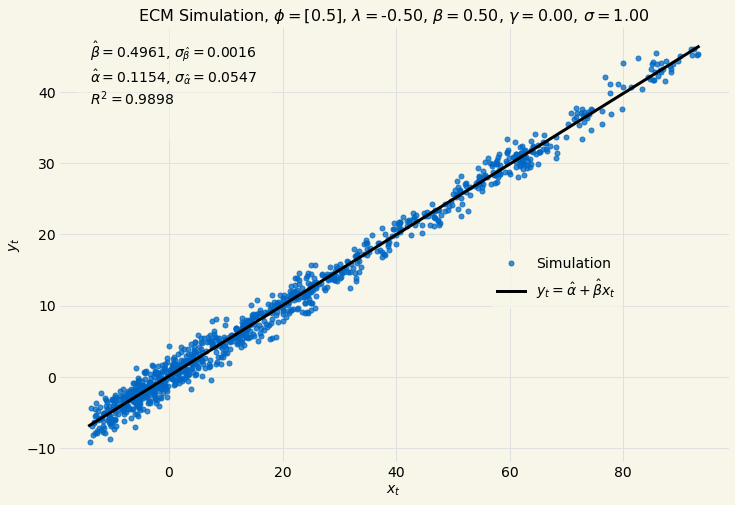 ECM Simulation, ϕ = [0.5], λ = -0.50, β = 0.50, γ = 0.00, σ = 1.00
β̂ = 0.4961, σ_β̂ = 0.0016
α̂ = 0.1154, σ_α̂ = 0.0547
R² = 0.9898
40
30
20
10
0
−10
y_t
Simulation
y_t = α̂ + β̂x_t
0 20 40 60 80
x_t